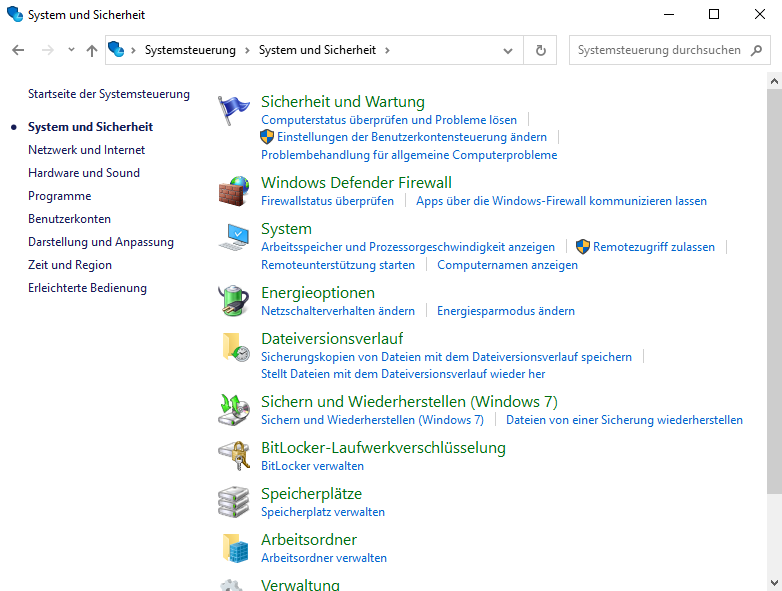 System und Sicherheit
Systemsteuerung System und Sicherheit
Systemsteuerung durchsuchen
Startseite der Systemsteuerung
System und Sicherheit
Netzwerk und Internet
Hardware und Sound
Programme
Benutzerkonten
Darstellung und Anpassung
Zeit und Region
Erleichterte Bedienung
Sicherheit und Wartung
Computerstatus überprüfen und Probleme lösen
Einstellungen der Benutzerkontensteuerung ändern
Problembehandlung für allgemeine Computerprobleme
Windows Defender Firewall
Firewallstatus überprüfen Apps über die Windows-Firewall kommunizieren lassen
System
Arbeitsspeicher und Prozessorgeschwindigkeit anzeigen Remotezugriff zulassen
Remoteunterstützung starten Computernamen anzeigen
Energieoptionen
Netzschalterverhalten ändern Energiesparmodus ändern
Dateiversionsverlauf
Sicherungskopien von Dateien mit dem Dateiversionsverlauf speichern
Stellt Dateien mit dem Dateiversionsverlauf wieder her
Sichern und Wiederherstellen (Windows 7)
Sichern und Wiederherstellen (Windows 7) Dateien von einer Sicherung wiederherstellen
BitLocker-Laufwerkverschlüsselung
BitLocker verwalten
Speicherplätze
Speicherplatz verwalten
Arbeitsordner
Arbeitsordner verwalten
Verwaltung